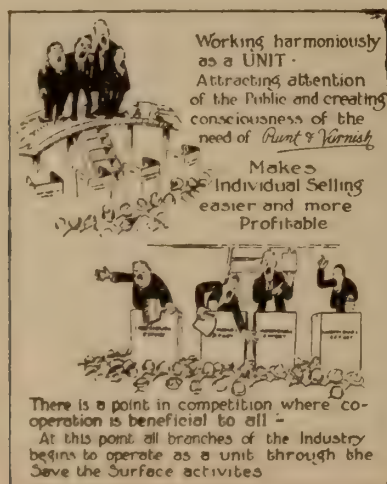 Working harmoniously
as a UNIT -
Attracting attention
of the Public and creating
consciousness of the
need of Paint & Varnish
Makes
Individual Selling
easier and more
Profitable
There is a point in competition where co-
operation is beneficial to all -
At this point all branches of the Industry
begins to operate as a unit through the
Save the Surface activites